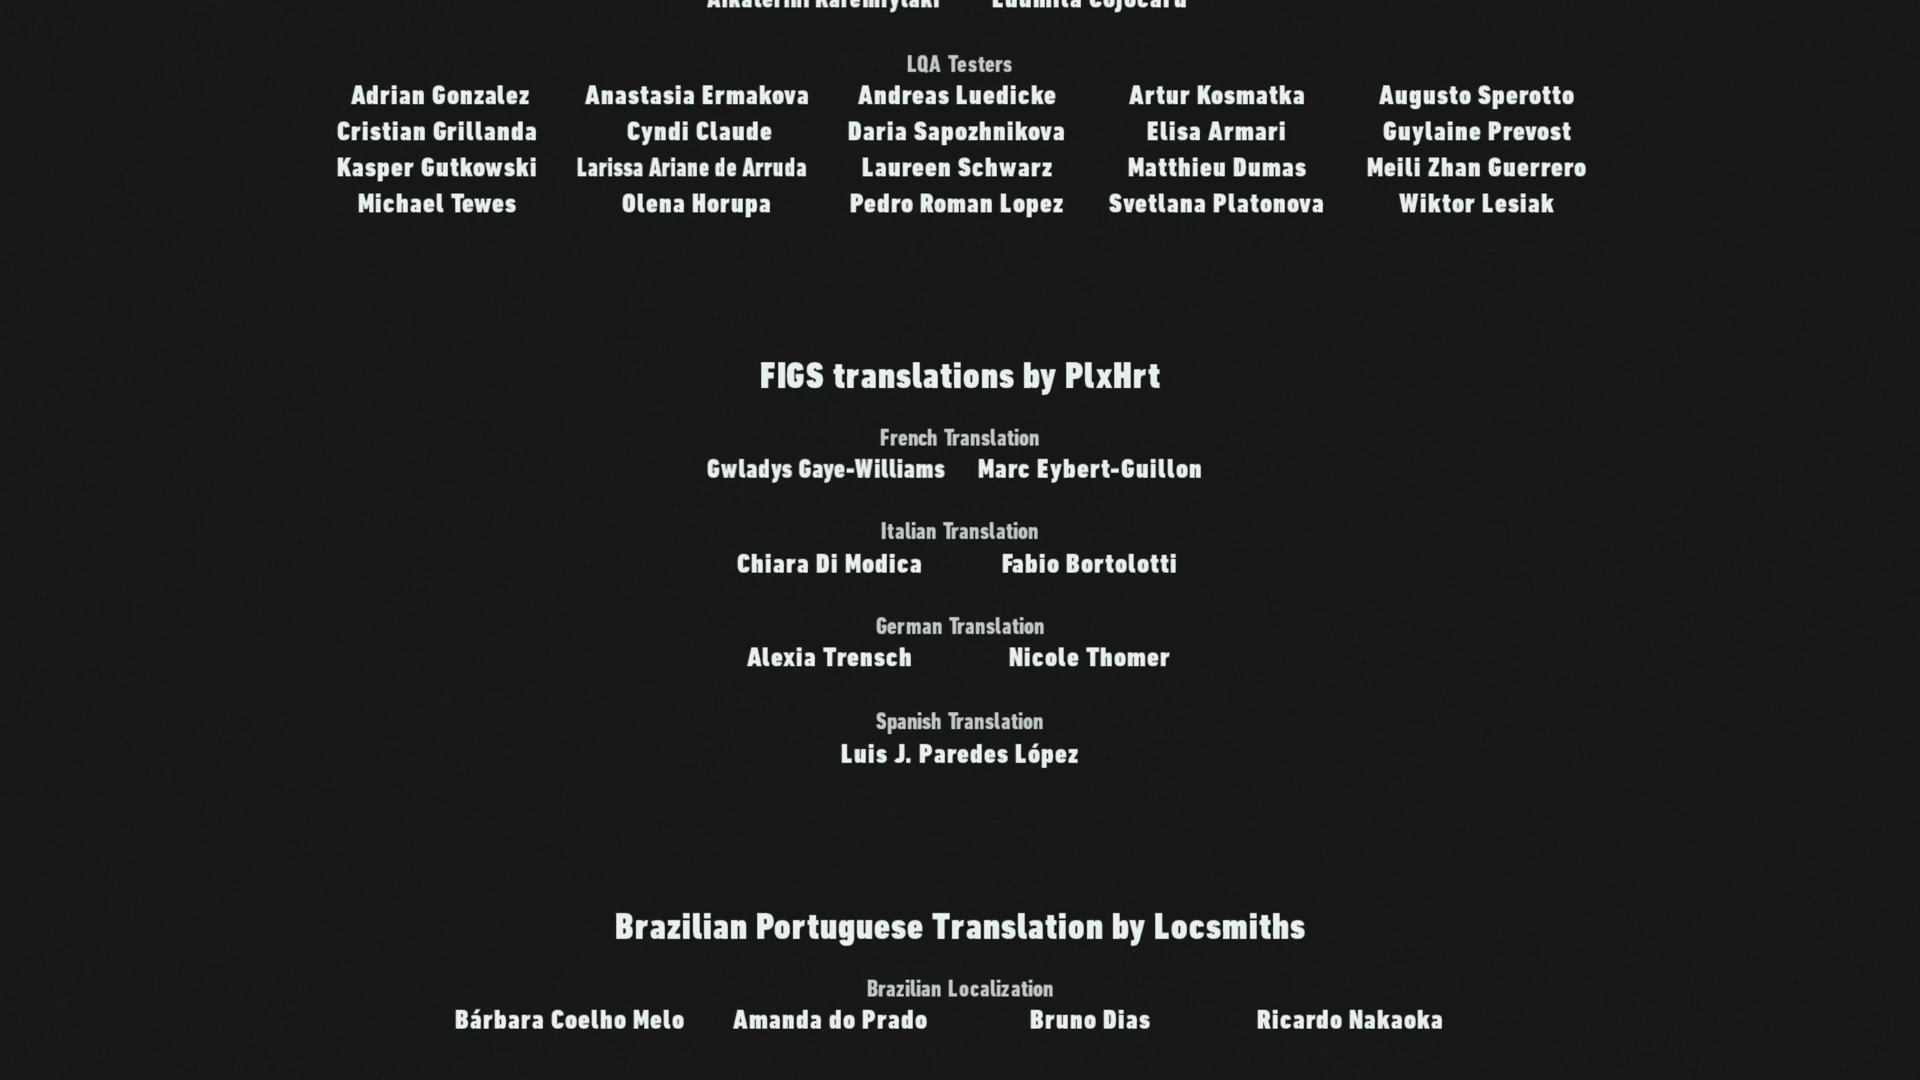 Aikaterini Karemfylaki Ludmila Cojocaru
LQA Testers
Adrian Gonzalez Anastasia Ermakova Andreas Luedicke Artur Kosmatka Augusto Sperotto
Cristian Grillanda Cyndi Claude Daria Sapozhnikova Elisa Armari Guylaine Prevost
Kasper Gutkowski Larissa Ariane de Arruda Laureen Schwarz Matthieu Dumas Meili Zhan Guerrero
Michael Tewes Olena Horupa Pedro Roman Lopez Svetlana Platonova Wiktor Lesiak
FIGS translations by PlxHrt
French Translation
Gwladys Gaye-Williams Marc Eybert-Guillon
Italian Translation
Chiara Di Modica Fabio Bortolotti
German Translation
Alexia Trensch Nicole Thomer
Spanish Translation
Luis J. Paredes López
Brazilian Portuguese Translation by Locsmiths
Brazilian Localization
Bárbara Coelho Melo Amanda do Prado Bruno Dias Ricardo Nakaoka